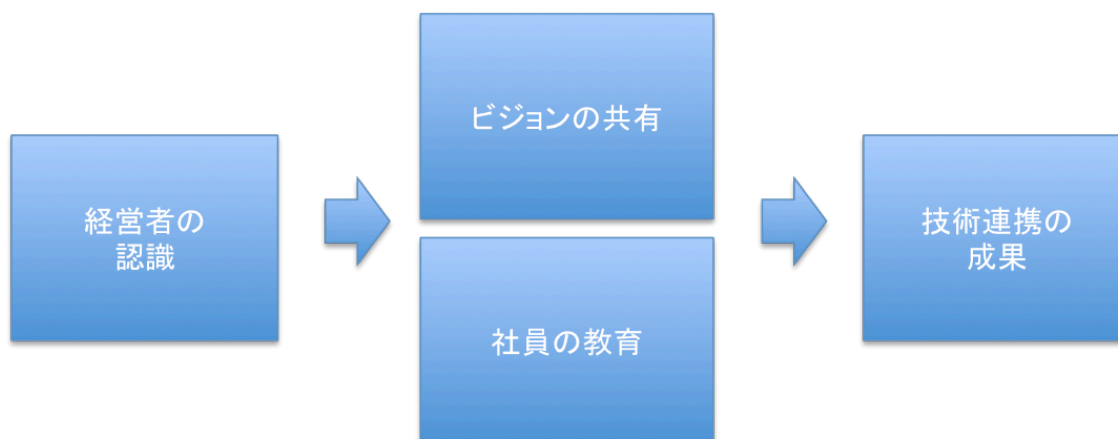 経営者の
認識
ビジョンの共有
社員の教育
技術連携の
成果